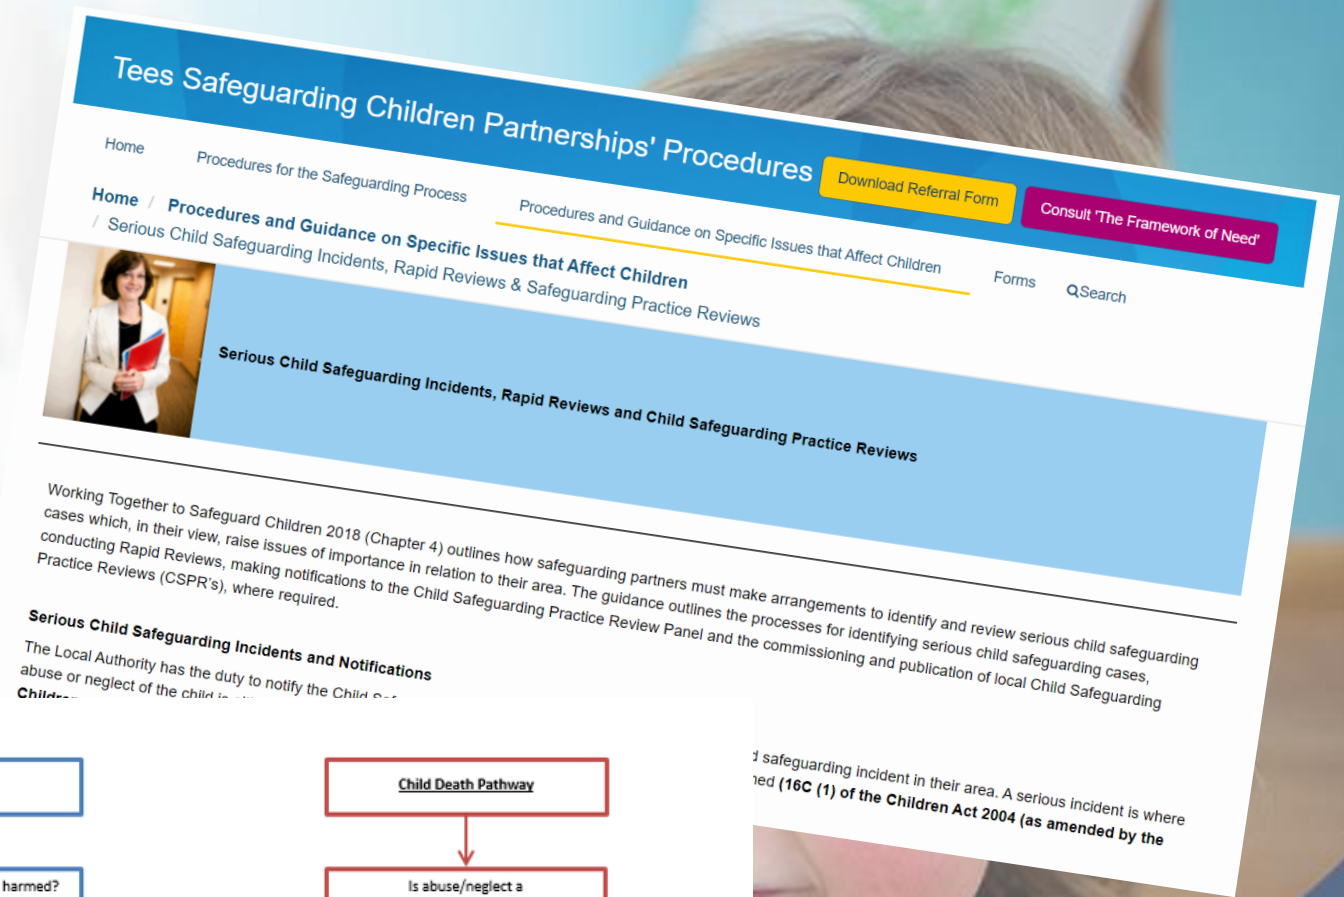 Tees Safeguarding Children Partnerships' Procedures
Download Referral Form
Consult 'The Framework of Need'
Home
Procedures for the Safeguarding Process
Procedures and Guidance on Specific Issues that Affect Children
Forms
Search
Home / Procedures and Guidance on Specific Issues that Affect Children
/ Serious Child Safeguarding Incidents, Rapid Reviews & Safeguarding Practice Reviews
Serious Child Safeguarding Incidents, Rapid Reviews and Child Safeguarding Practice Reviews
Working Together to Safeguard Children 2018 (Chapter 4) outlines how safeguarding partners must make arrangements to identify and review serious child safeguarding
cases which, in their view, raise issues of importance in relation to their area. The guidance outlines the processes for identifying serious child safeguarding cases,
conducting Rapid Reviews, making notifications to the Child Safeguarding Practice Review Panel and the commissioning and publication of local Child Safeguarding
Practice Reviews (CSPR's), where required.
Serious Child Safeguarding Incidents and Notifications
The Local Authority has the duty to notify the Child
safeguarding incident in their area. A serious incident is where
abuse or neglect of the child is
(16C (1) of the Children Act 2004 (as amended by the
Children
Child Death Pathway
harmed?
Is abuse/neglect a